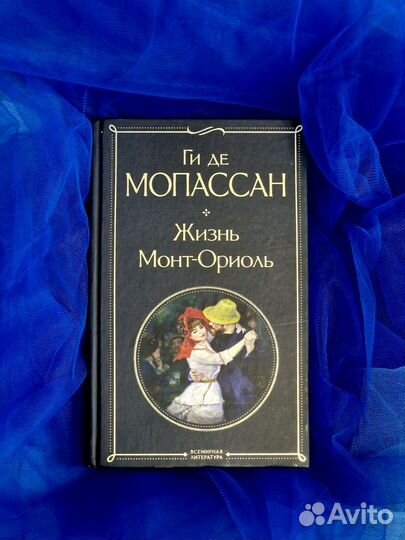 Ги де
Мопассан
Жизнь
Монт-Ориоль
Всемирная
литература
Avito